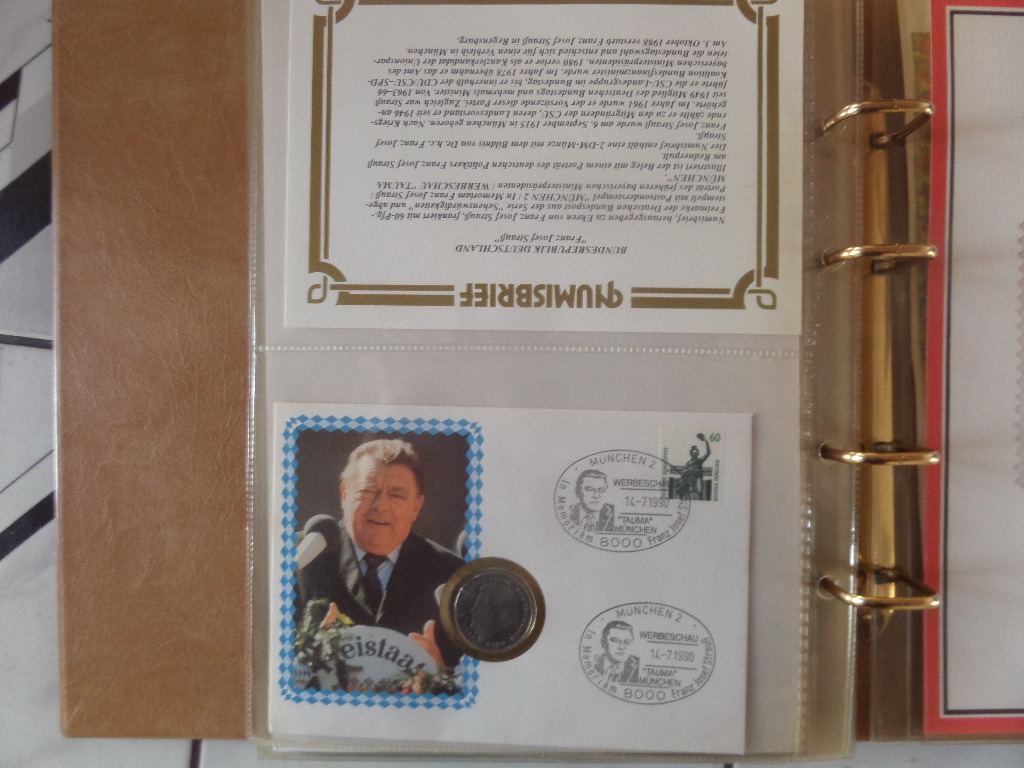 NUMISBRIEF
BUNDESREPUBLIK DEUTSCHLAND
"Franz Josef Strauß"
Numisbrief, herausgegeben zu Ehren von Franz Josef Strauß, frankiert mit 60-Pfg.-
Freimarke der Deutschen Bundespost aus der Serie "Sehenswürdigkeiten" und abge-
stempelt mit Postsonderstempel "MÜNCHEN 2 / In Memoriam Franz Josef Strauß /
Porträt des früheren bayerischen Ministerpräsidenten / WERBESCHAU "TAUMA
MÜNCHEN".
Illustriert ist der Beleg mit einem Porträt des deutschen Politikers Franz Josef Strauß
am Rednerpult.
Der Numisbrief enthält eine 2-DM-Münze mit dem Bildnis von Dr. h.c. Franz Josef
Strauß.
Franz Josef Strauß wurde am 6. September 1915 in München geboren. Nach Kriegs-
ende zählte er zu den Mitgründern der CSU, deren Landesvorstand er seit 1946 an-
gehörte. Im Jahre 1961 wurde er der Vorsitzende dieser Partei. Zugleich war Strauß
seit 1949 Mitglied des Deutschen Bundestags und mehrmals Minister. Von 1963-66
führte er die CSU-Landesgruppe im Bundestag, bis er innerhalb der CDU/CSU-SPD-
Koalition Bundesfinanzminister wurde. Im Jahre 1978 übernahm er das Amt des
bayerischen Ministerpräsidenten. 1980 verlor er als Kanzlerkandidat der Unionspar-
teien die Bundestagswahl und entschied sich für einen Verbleib in München.
Am 3. Oktober 1988 verstarb Franz Josef Strauß in Regensburg.
eistaa
60
MÜNCHEN 2
WERBESCHAU
14-7.1990
"TAUMA"
MÜNCHEN
8000
In Memoriam Franz Josef Strauß
MÜNCHEN 2
WERBESCHAU
14-7.1990
"TAUMA"
MÜNCHEN
8000
In Memoriam Franz Josef Strauß